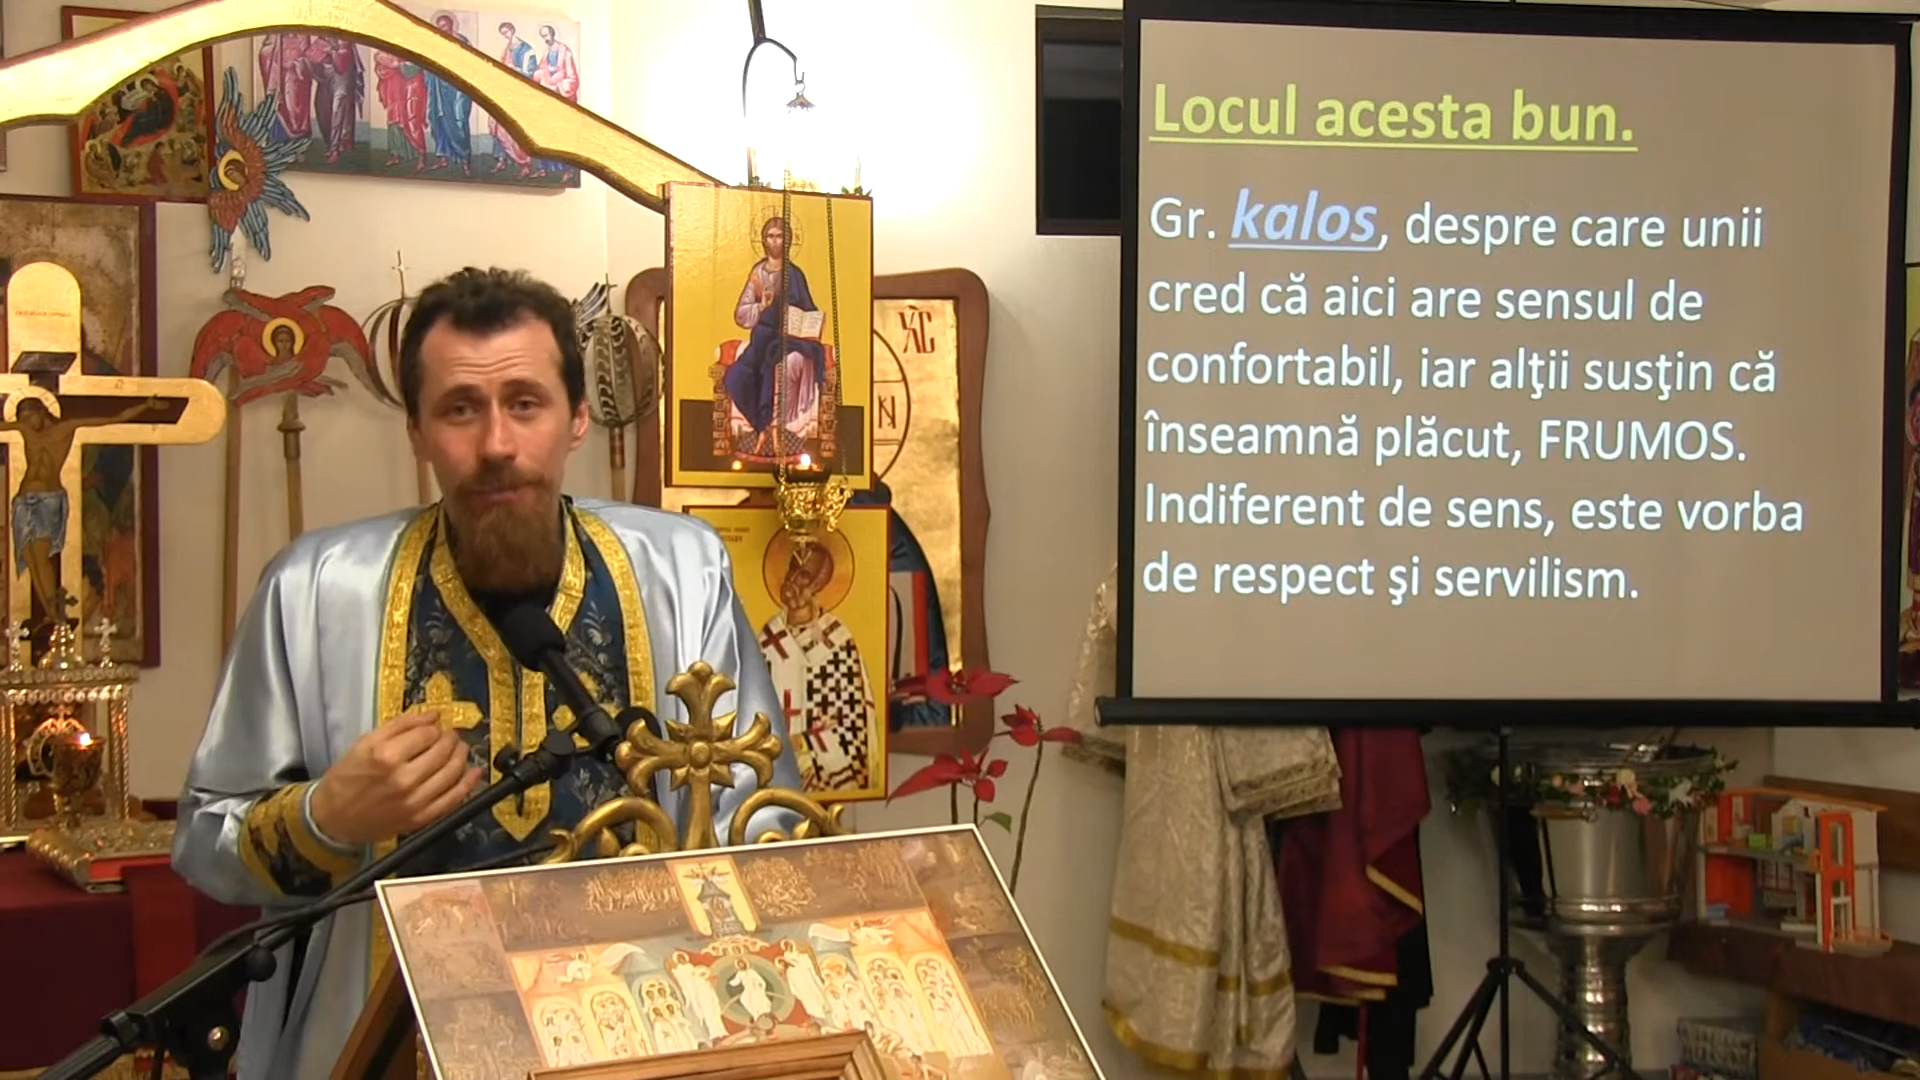 Locul acesta bun.
Gr. kalos, despre care unii
cred că aici are sensul de
confortabil, iar alţii susţin că
înseamnă plăcut, FRUMOS.
Indiferent de sens, este vorba
de respect şi servilism.